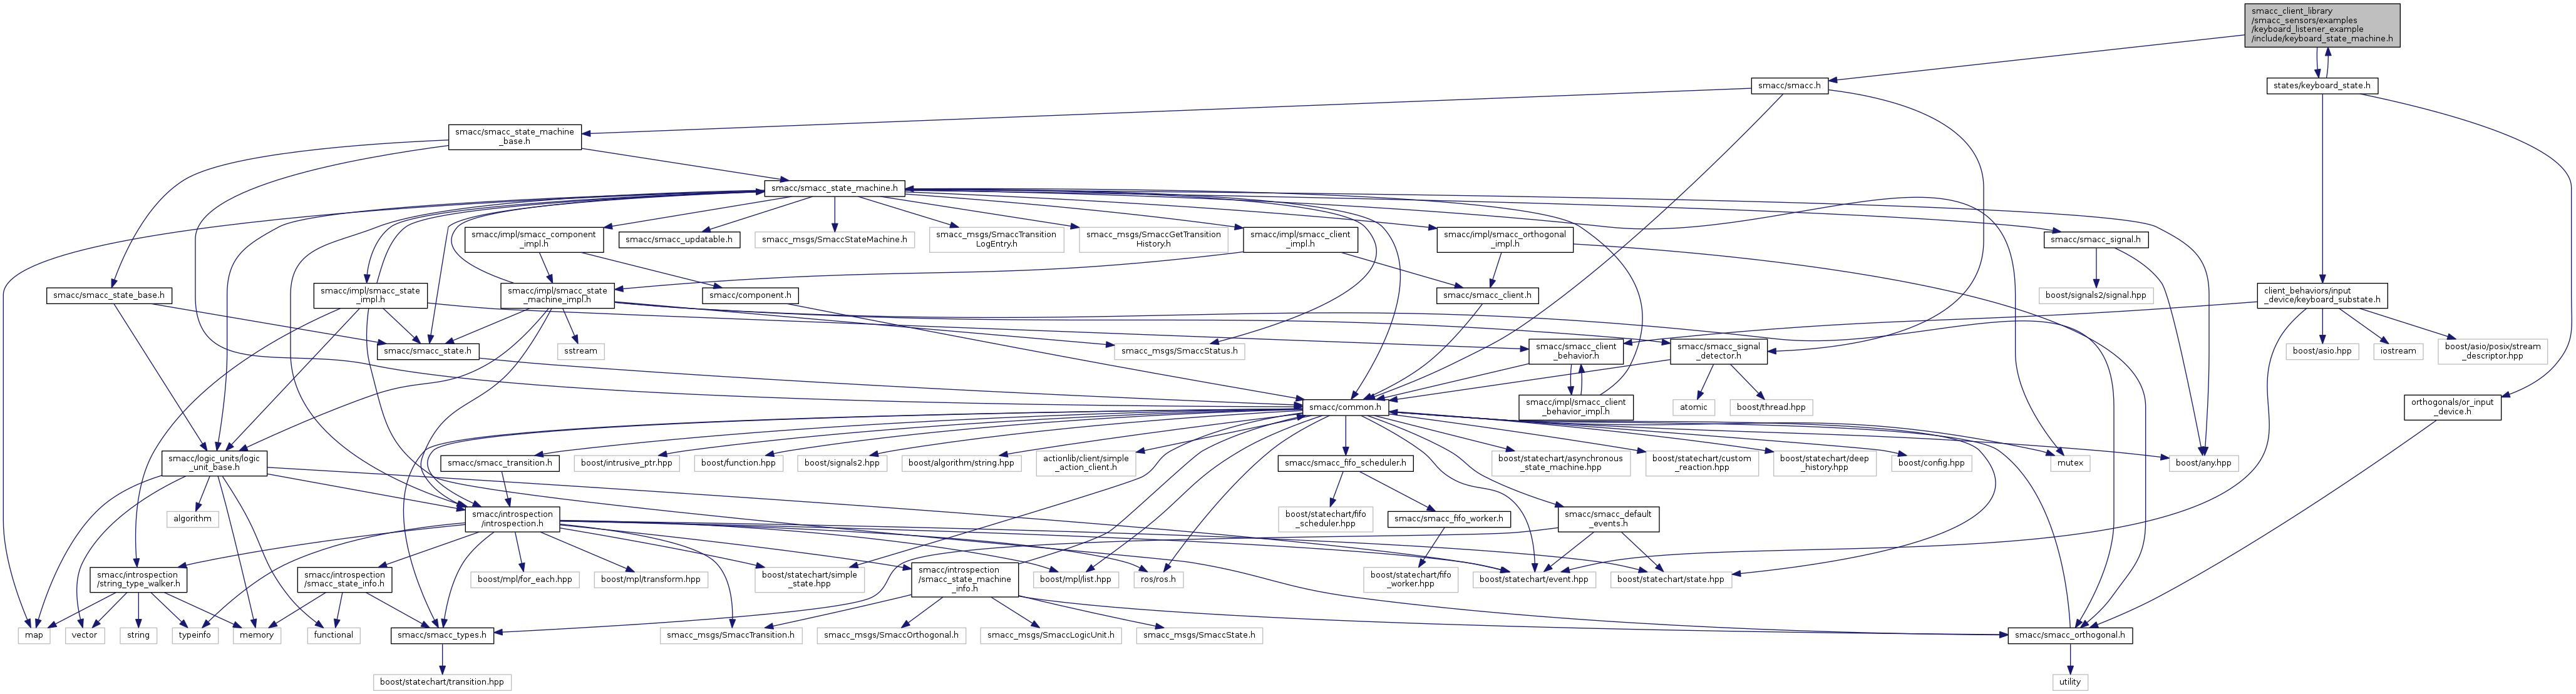 smacc_client_library
/smacc_sensors/examples
/keyboard_listener_example
/include/keyboard_state_machine.h
smacc/smacc.h
states/keyboard_state.h
smacc/smacc_state_machine
_base.h
smacc/smacc_state_machine.h
smacc/impl/smacc_component
_impl.h
smacc/smacc_updatable.h
smacc_msgs/SmaccStateMachine.h
smacc_msgs/SmaccTransition
LogEntry.h
smacc_msgs/SmaccGetTransition
History.h
smacc/impl/smacc_client
_impl.h
smacc/impl/smacc_orthogonal
_impl.h
smacc/smacc_signal.h
smacc/smacc_state_base.h
smacc/impl/smacc_state
_impl.h
smacc/impl/smacc_state
_machine_impl.h
smacc/component.h
smacc/smacc_client.h
boost/signals2/signal.hpp
client_behaviors/input
_device/keyboard_substate.h
smacc/smacc_state.h
sstream
smacc_msgs/SmaccStatus.h
smacc/smacc_client
_behavior.h
smacc/smacc_signal
_detector.h
boost/asio.hpp
iostream
boost/asio/posix/stream
_descriptor.hpp
smacc/common.h
smacc/impl/smacc_client
_behavior_impl.h
atomic
boost/thread.hpp
orthogonals/or_input
_device.h
smacc/logic_units/logic
_unit_base.h
smacc/smacc_transition.h
boost/intrusive_ptr.hpp
boost/function.hpp
boost/signals2.hpp
boost/algorithm/string.hpp
actionlib/client/simple
_action_client.h
smacc/smacc_fifo_scheduler.h
boost/statechart/asynchronous
_state_machine.hpp
boost/statechart/custom
_reaction.hpp
boost/statechart/deep
_history.hpp
boost/config.hpp
mutex
boost/any.hpp
algorithm
smacc/introspection
/introspection.h
boost/statechart/fifo
_scheduler.hpp
smacc/smacc_fifo_worker.h
smacc/smacc_default
_events.h
smacc/introspection
/string_type_walker.h
smacc/introspection
/smacc_state_info.h
boost/mpl/for_each.hpp
boost/mpl/transform.hpp
boost/statechart/simple
_state.hpp
smacc/introspection
/smacc_state_machine
_info.h
boost/mpl/list.hpp
ros/ros.h
boost/statechart/fifo
_worker.hpp
boost/statechart/event.hpp
boost/statechart/state.hpp
map
vector
string
typeinfo
memory
functional
smacc/smacc_types.h
smacc_msgs/SmaccTransition.h
smacc_msgs/SmaccOrthogonal.h
smacc_msgs/SmaccLogicUnit.h
smacc_msgs/SmaccState.h
smacc/smacc_orthogonal.h
boost/statechart/transition.hpp
utility